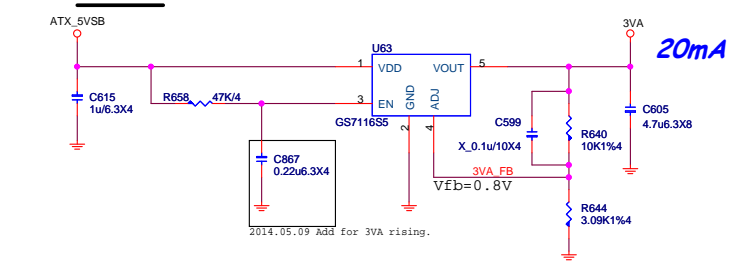 ATX_5VSB
3VA
20mA
U63
1
VDD
VOUT
5
C615
1u/6.3X4
R658
47K/4
3
EN
GND
ADJ
GS7116S5
2
4
C599
X_0.1u/10X4
R640
10K1%4
C605
4.7u6.3X8
C867
0.22u6.3X4
3VA_FB
Vfb=0.8V
R644
3.09K1%4
2014.05.09 Add for 3VA rising.